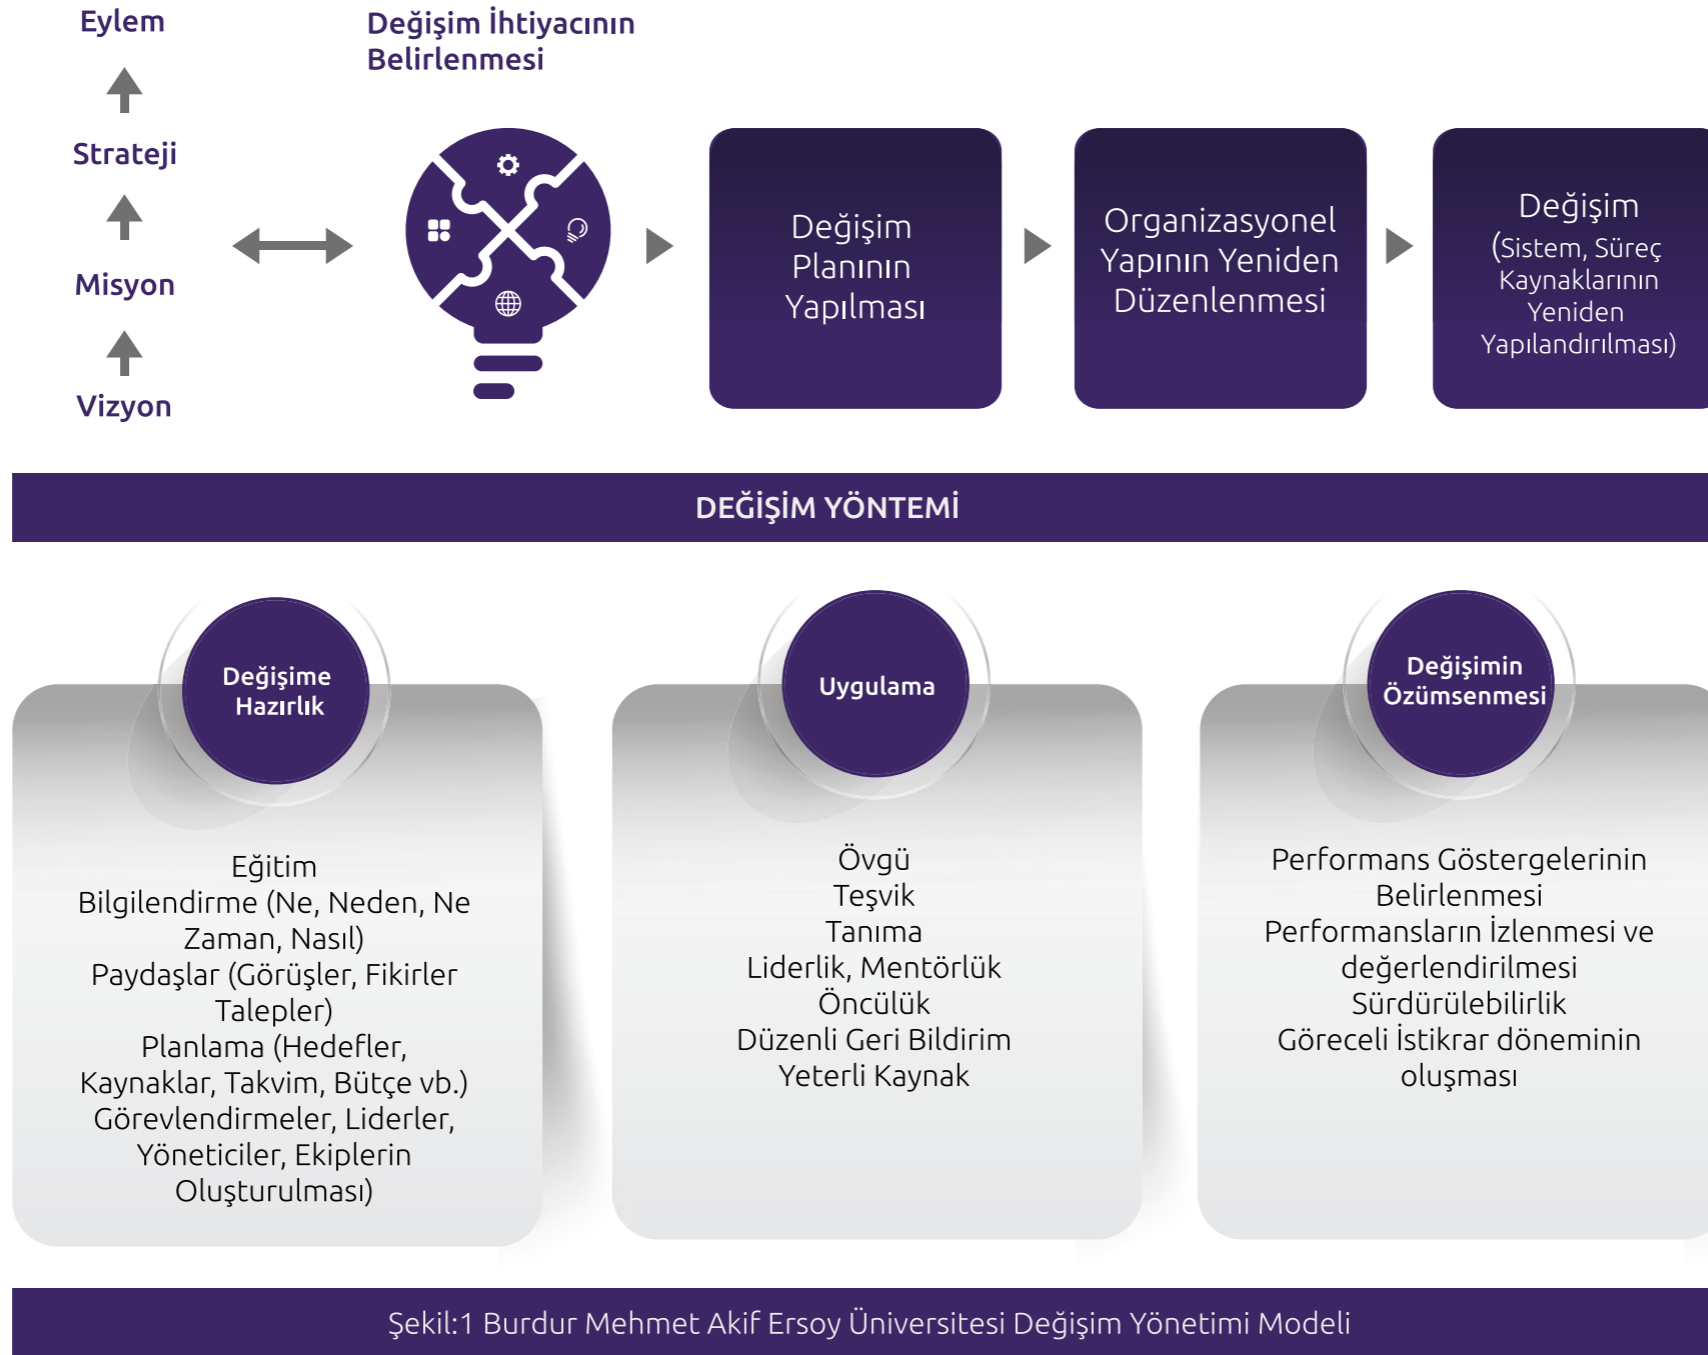 Eylem
Strateji
Misyon
Vizyon
Değişim İhtiyacının
Belirlenmesi
Değişim
Planının
Yapılması
Organizasyonel
Yapının Yeniden
Düzenlenmesi
Değişim
(Sistem, Süreç
Kaynaklarının
Yeniden
Yapılandırılması)
DEĞİŞİM YÖNTEMİ
Değişime
Hazırlık
Eğitim
Bilgilendirme (Ne, Neden, Ne
Zaman, Nasıl)
Paydaşlar (Görüşler, Fikirler
Talepler)
Planlama (Hedefler,
Kaynaklar, Takvim, Bütçe vb.)
Görevlendirmeler, Liderler,
Yöneticiler, Ekiplerin
Oluşturulması)
Uygulama
Övgü
Teşvik
Tanıma
Liderlik, Mentörlük
Öncülük
Düzenli Geri Bildirim
Yeterli Kaynak
Değişimin
Özümsenmesi
Performans Göstergelerinin
Belirlenmesi
Performansların İzlenmesi ve
değerlendirilmesi
Sürdürülebilirlik
Göreceli İstikrar döneminin
oluşması
Şekil:1 Burdur Mehmet Akif Ersoy Üniversitesi Değişim Yönetimi Modeli